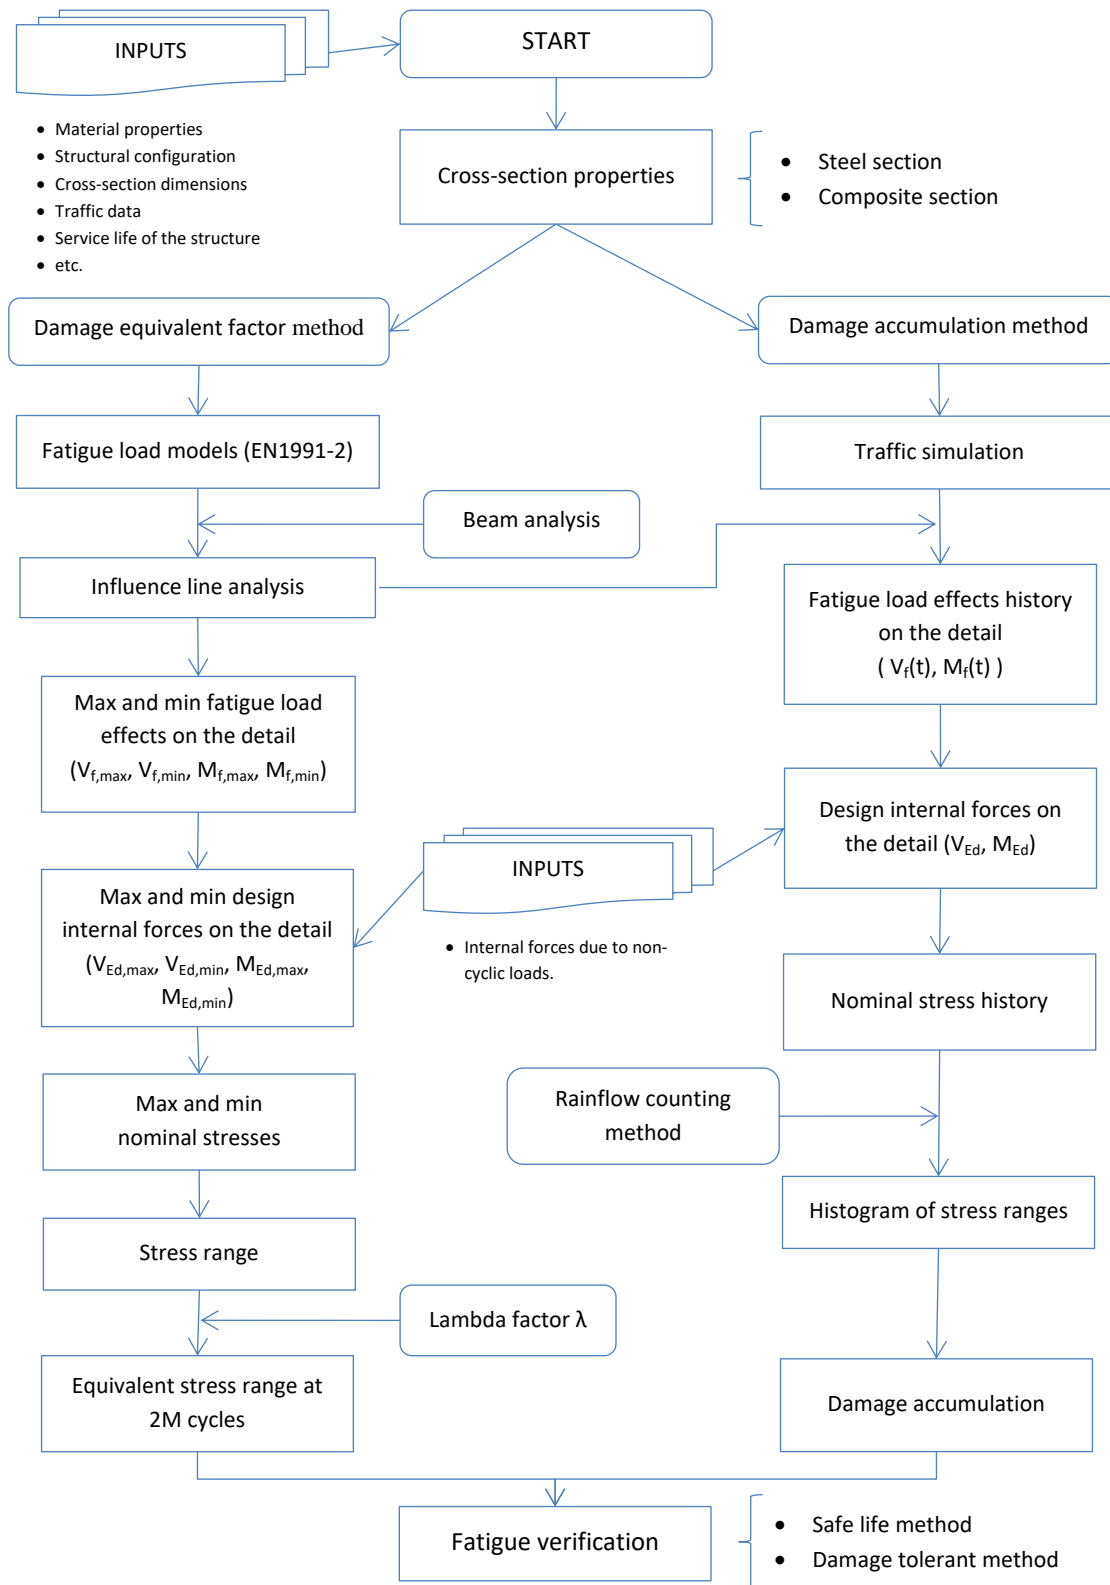 INPUTS
START
• Material properties
• Structural configuration
• Cross-section dimensions
• Traffic data
• Service life of the structure
• etc.
Cross-section properties
• Steel section
• Composite section
Damage equivalent factor method
Damage accumulation method
Fatigue load models (EN1991-2)
Traffic simulation
Beam analysis
Influence line analysis
Fatigue load effects history
on the detail
( Vf(t), Mf(t) )
Max and min fatigue load
effects on the detail
(Vf,max, Vf,min, Mf,max, Mf,min)
Design internal forces on
the detail (VEd, MEd)
INPUTS
• Internal forces due to non-
cyclic loads.
Max and min design
internal forces on the detail
(VEd,max, VEd,min, MEd,max,
MEd,min)
Nominal stress history
Max and min
nominal stresses
Rainflow counting
method
Histogram of stress ranges
Stress range
Lambda factor λ
Equivalent stress range at
2M cycles
Damage accumulation
Fatigue verification
• Safe life method
• Damage tolerant method